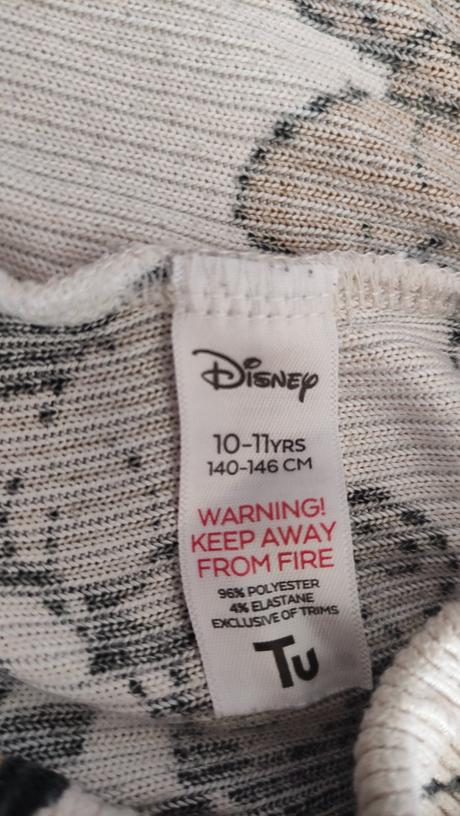 Disney
10-11YRS
140-146 CM
WARNING!
KEEP AWAY
FROM FIRE
96% POLYESTER
4% ELASTANE
EXCLUSIVE OF TRIMS
Tu